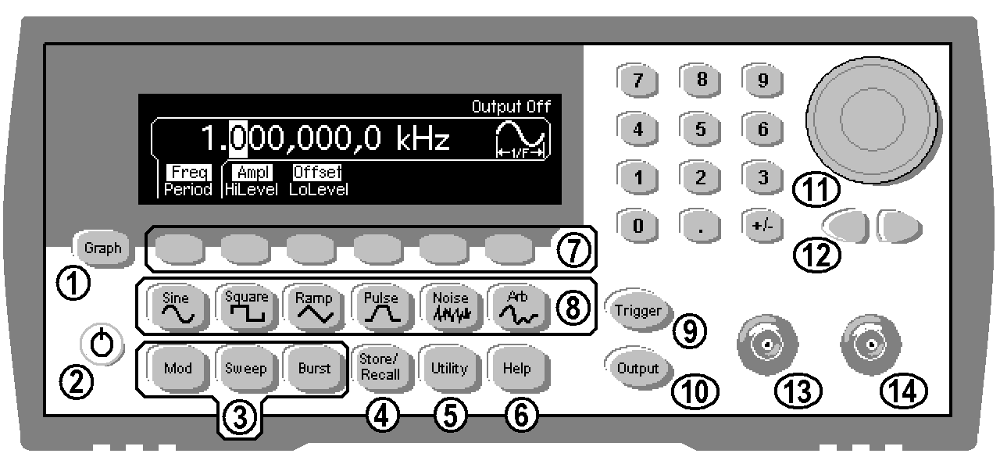 Output Off
1.000,000,0 kHz
←1/F→
Freq Ampl Offset
Period HiLevel LoLevel
7 8 9
4 5 6
1 2 3
0 . +/-
11
12
Graph
1
7
Sine Square Ramp Pulse Noise Arb
8
Trigger
9
2
Mod Sweep Burst Store/
Recall Utility Help
Output
10
3
4
5
6
13
14